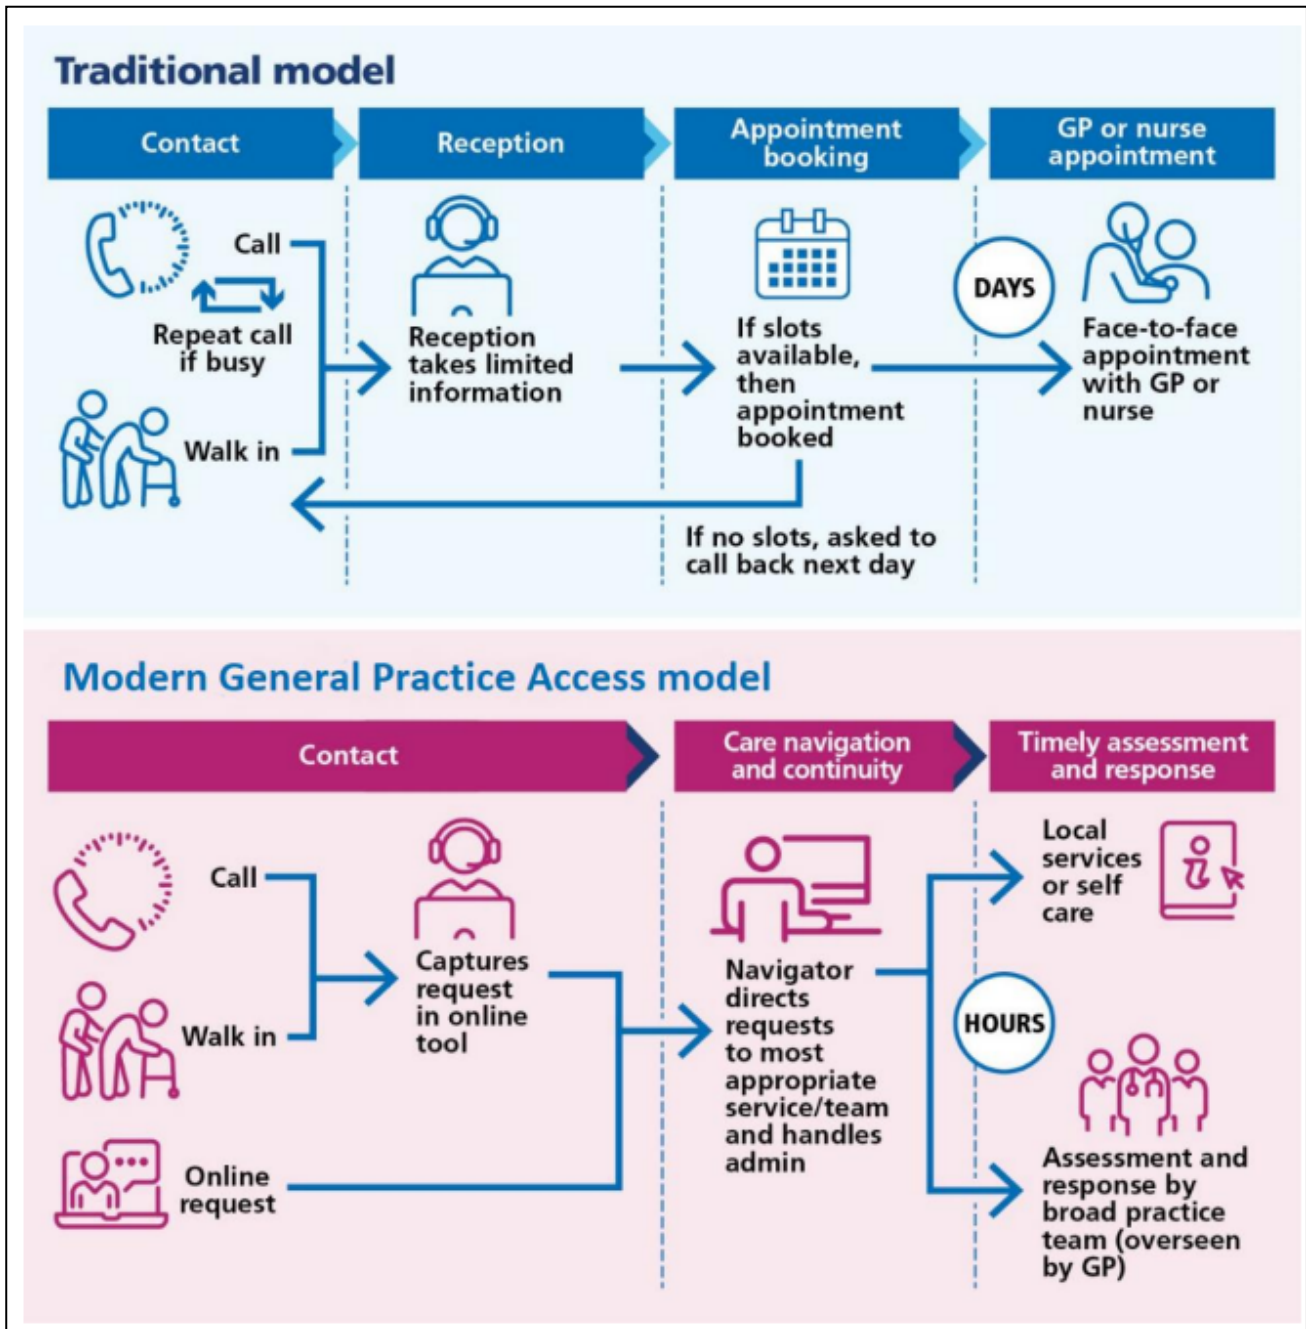 Traditional model
Contact
Reception
Appointment
booking
GP or nurse
appointment
Call
Repeat call
if busy
Walk in
Reception
takes limited
information
If slots
available,
then
appointment
booked
DAYS
Face-to-face
appointment
with GP or
nurse
If no slots, asked to
call back next day
Modern General Practice Access model
Contact
Care navigation
and continuity
Timely assessment
and response
Call
Walk in
Captures
request
in online
tool
Online
request
Navigator
directs
requests
to most
appropriate
service/team
and handles
admin
Local
services
or self
care
HOURS
Assessment and
response by
broad practice
team (overseen
by GP)